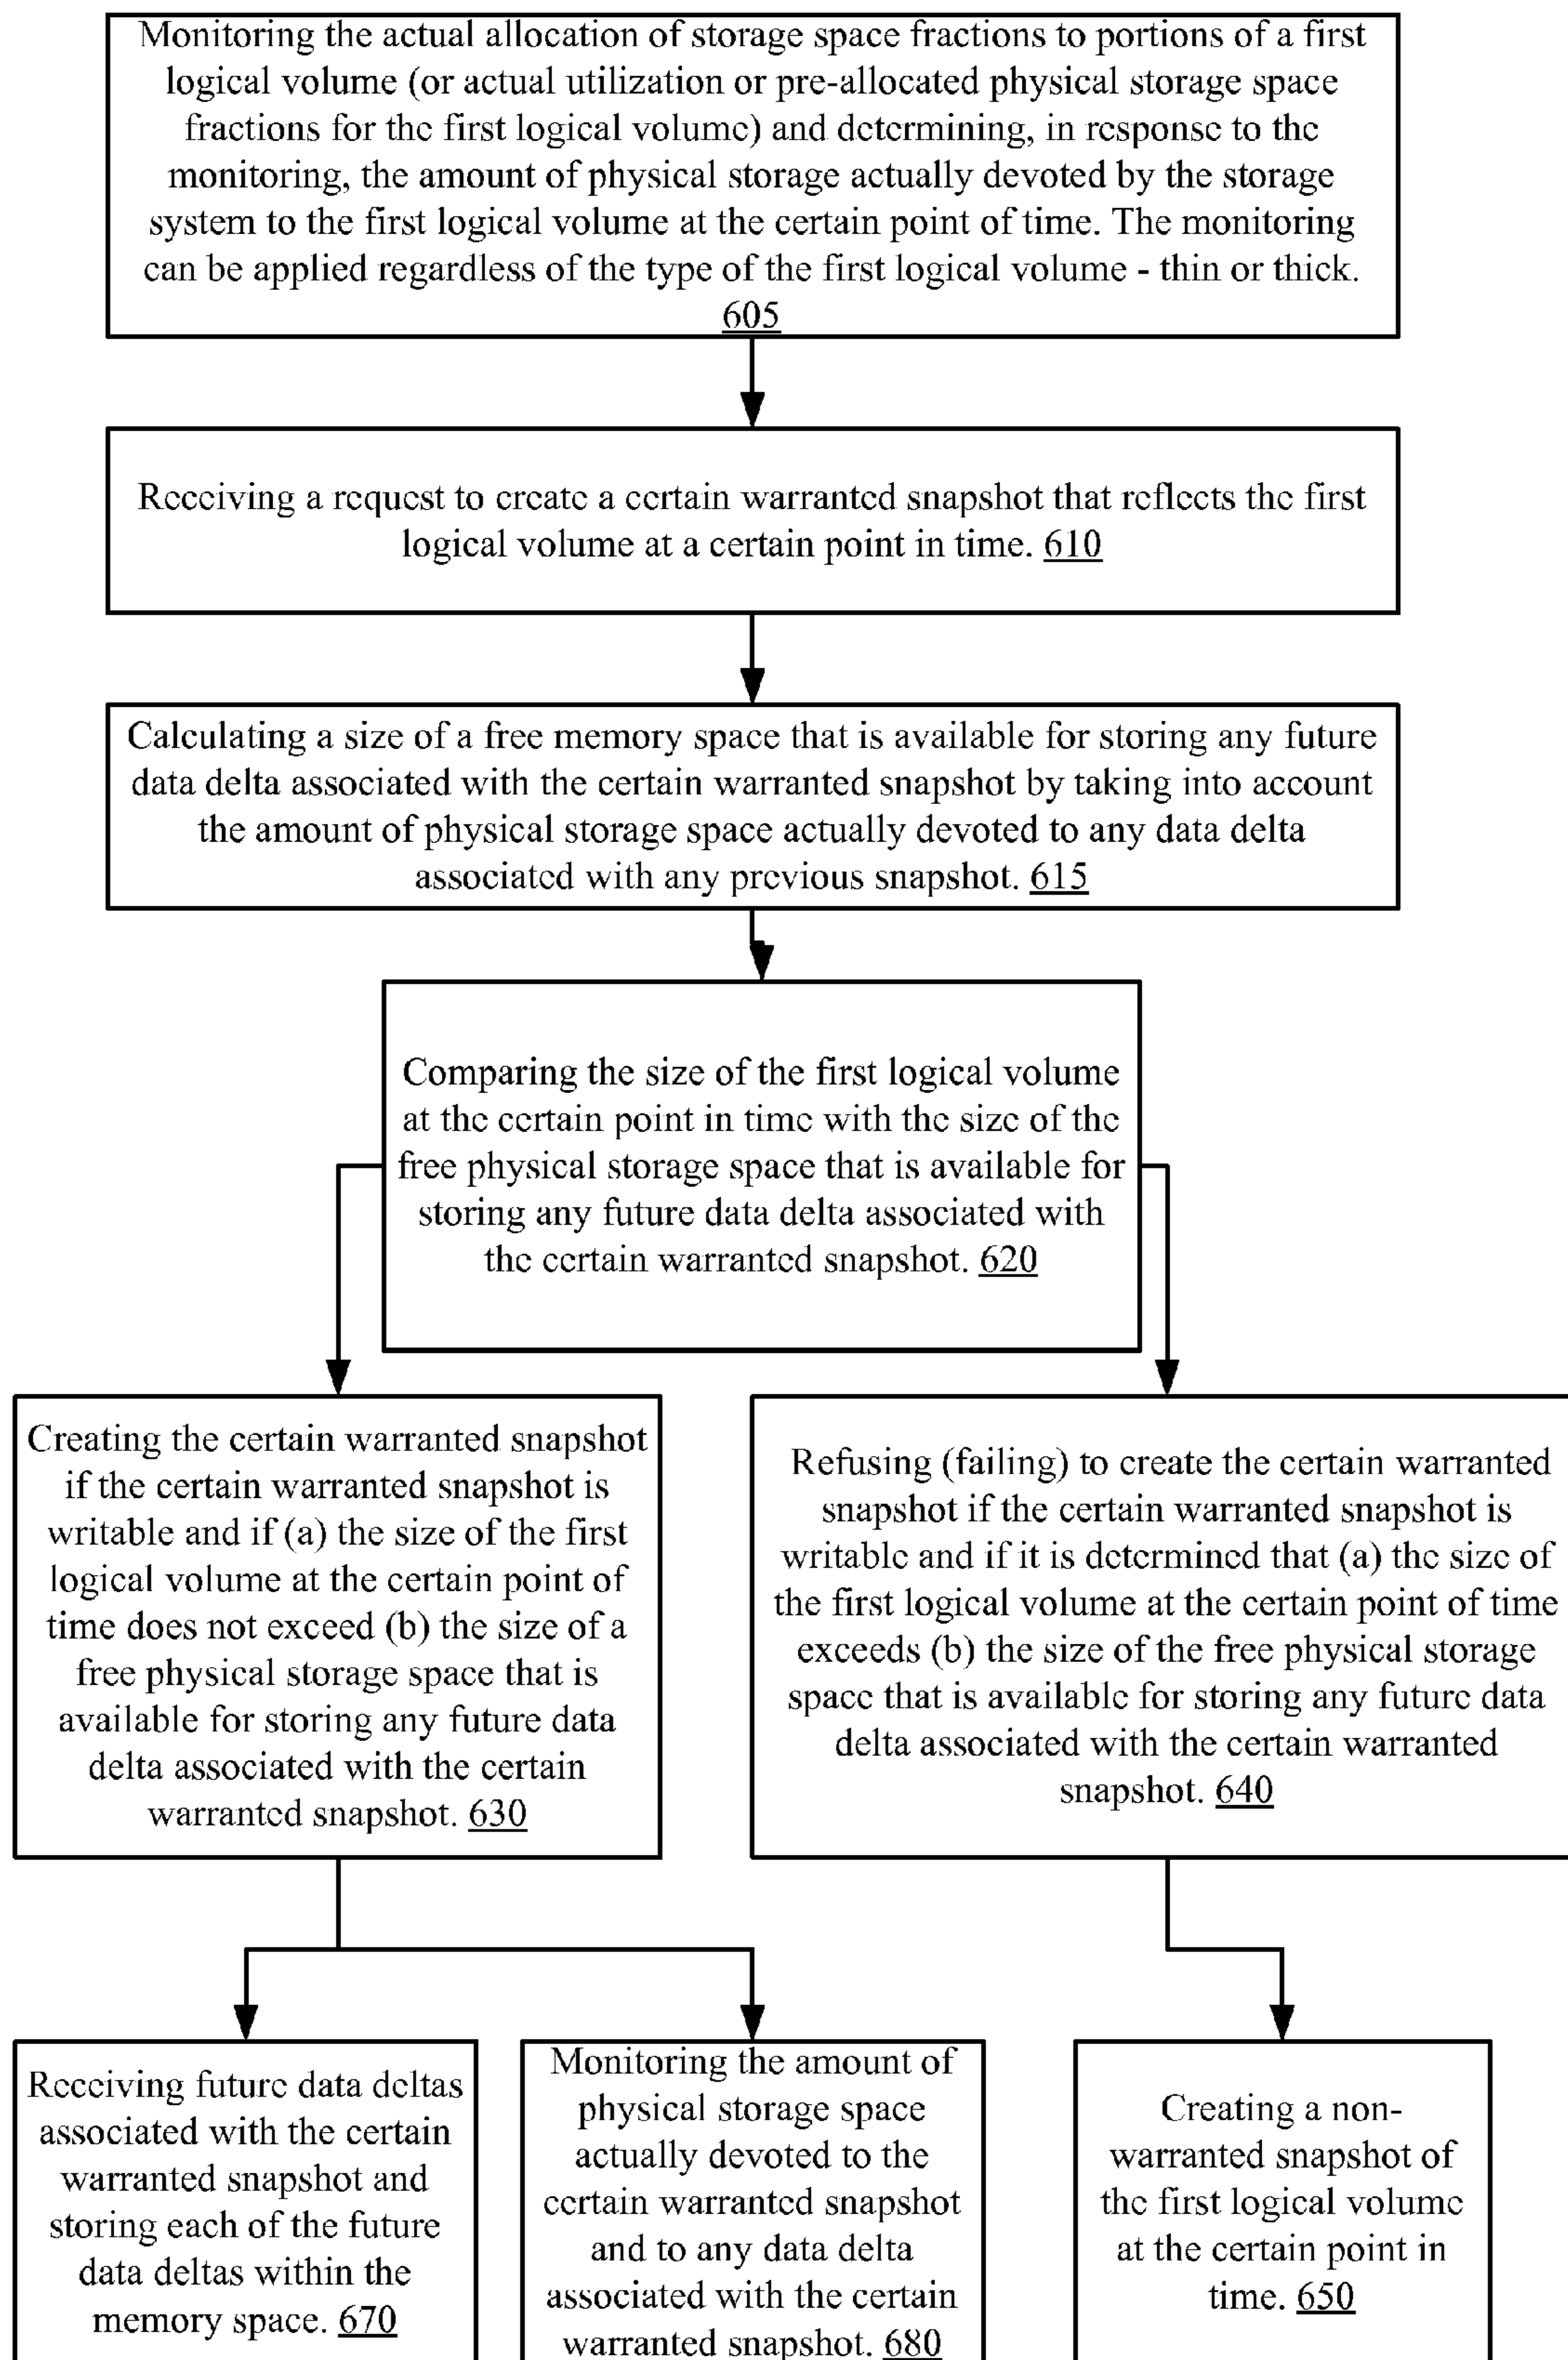 Monitoring the actual allocation of storage space fractions to portions of a first
logical volume (or actual utilization or pre-allocated physical storage space
fractions for the first logical volume) and determining, in response to the
monitoring, the amount of physical storage actually devoted by the storage
system to the first logical volume at the certain point of time. The monitoring
can be applied regardless of the type of the first logical volume - thin or thick.
605
Receiving a request to create a certain warranted snapshot that reflects the first
logical volume at a certain point in time. 610
Calculating a size of a free memory space that is available for storing any future
data delta associated with the certain warranted snapshot by taking into account
the amount of physical storage space actually devoted to any data delta
associated with any previous snapshot. 615
Comparing the size of the first logical volume
at the certain point in time with the size of the
free physical storage space that is available for
storing any future data delta associated with
the certain warranted snapshot. 620
Creating the certain warranted snapshot
if the certain warranted snapshot is
writable and if (a) the size of the first
logical volume at the certain point of
time does not exceed (b) the size of a
free physical storage space that is
available for storing any future data
delta associated with the certain
warranted snapshot. 630
Refusing (failing) to create the certain warranted
snapshot if the certain warranted snapshot is
writable and if it is determined that (a) the size of
the first logical volume at the certain point of time
exceeds (b) the size of the free physical storage
space that is available for storing any future data
delta associated with the certain warranted
snapshot. 640
Receiving future data deltas
associated with the certain
warranted snapshot and
storing each of the future
data deltas within the
memory space. 670
Monitoring the amount of
physical storage space
actually devoted to the
certain warranted snapshot
and to any data delta
associated with the certain
warranted snapshot. 680
Creating a non-
warranted snapshot of
the first logical volume
at the certain point in
time. 650